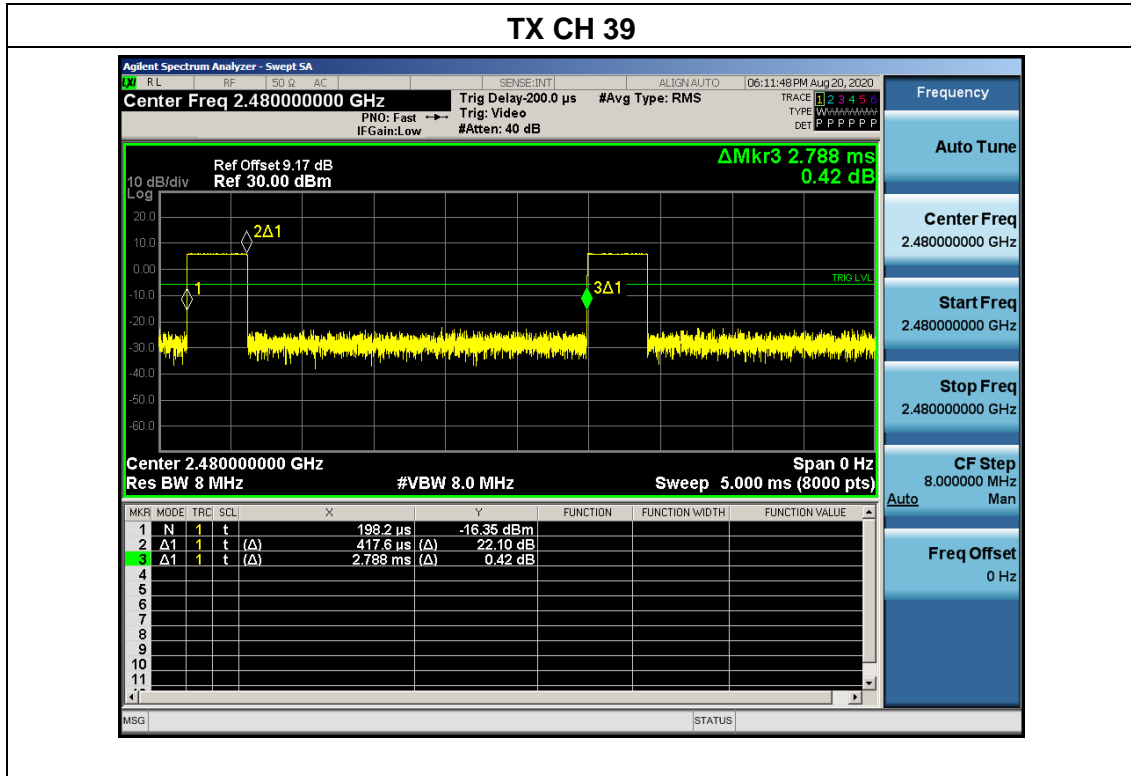 TX CH 39
Agilent Spectrum Analyzer - Swept SA
LXI RL RF 50 Ω AC SENSE:INT ALIGN AUTO 06:11:48 PM Aug 20, 2020
Center Freq 2.480000000 GHz
PNO: Fast
IFGain:Low
Trig Delay-200.0 µs
Trig: Video
#Atten: 40 dB
#Avg Type: RMS
TRACE 1 2 3 4 5 6
TYPE WWWWWW
DET P P P P P P
Ref Offset 9.17 dB
10 dB/div Ref 30.00 dBm
Log
ΔMkr3 2.788 ms
0.42 dB
20.0
10.0
0.00
-10.0
-20.0
-30.0
-40.0
-50.0
-60.0
2Δ1
1
3Δ1
TRIG LVL
Center 2.480000000 GHz Span 0 Hz
Res BW 8 MHz #VBW 8.0 MHz Sweep 5.000 ms (8000 pts)
MKR MODE TRC SCL X Y FUNCTION FUNCTION WIDTH FUNCTION VALUE
1 N 1 t 198.2 µs -16.35 dBm
2 Δ1 1 t (Δ) 417.6 µs (Δ) 22.10 dB
3 Δ1 1 t (Δ) 2.788 ms (Δ) 0.42 dB
4
5
6
7
8
9
10
11
MSG STATUS
Frequency
Auto Tune
Center Freq
2.480000000 GHz
Start Freq
2.480000000 GHz
Stop Freq
2.480000000 GHz
CF Step
8.000000 MHz
Auto Man
Freq Offset
0 Hz